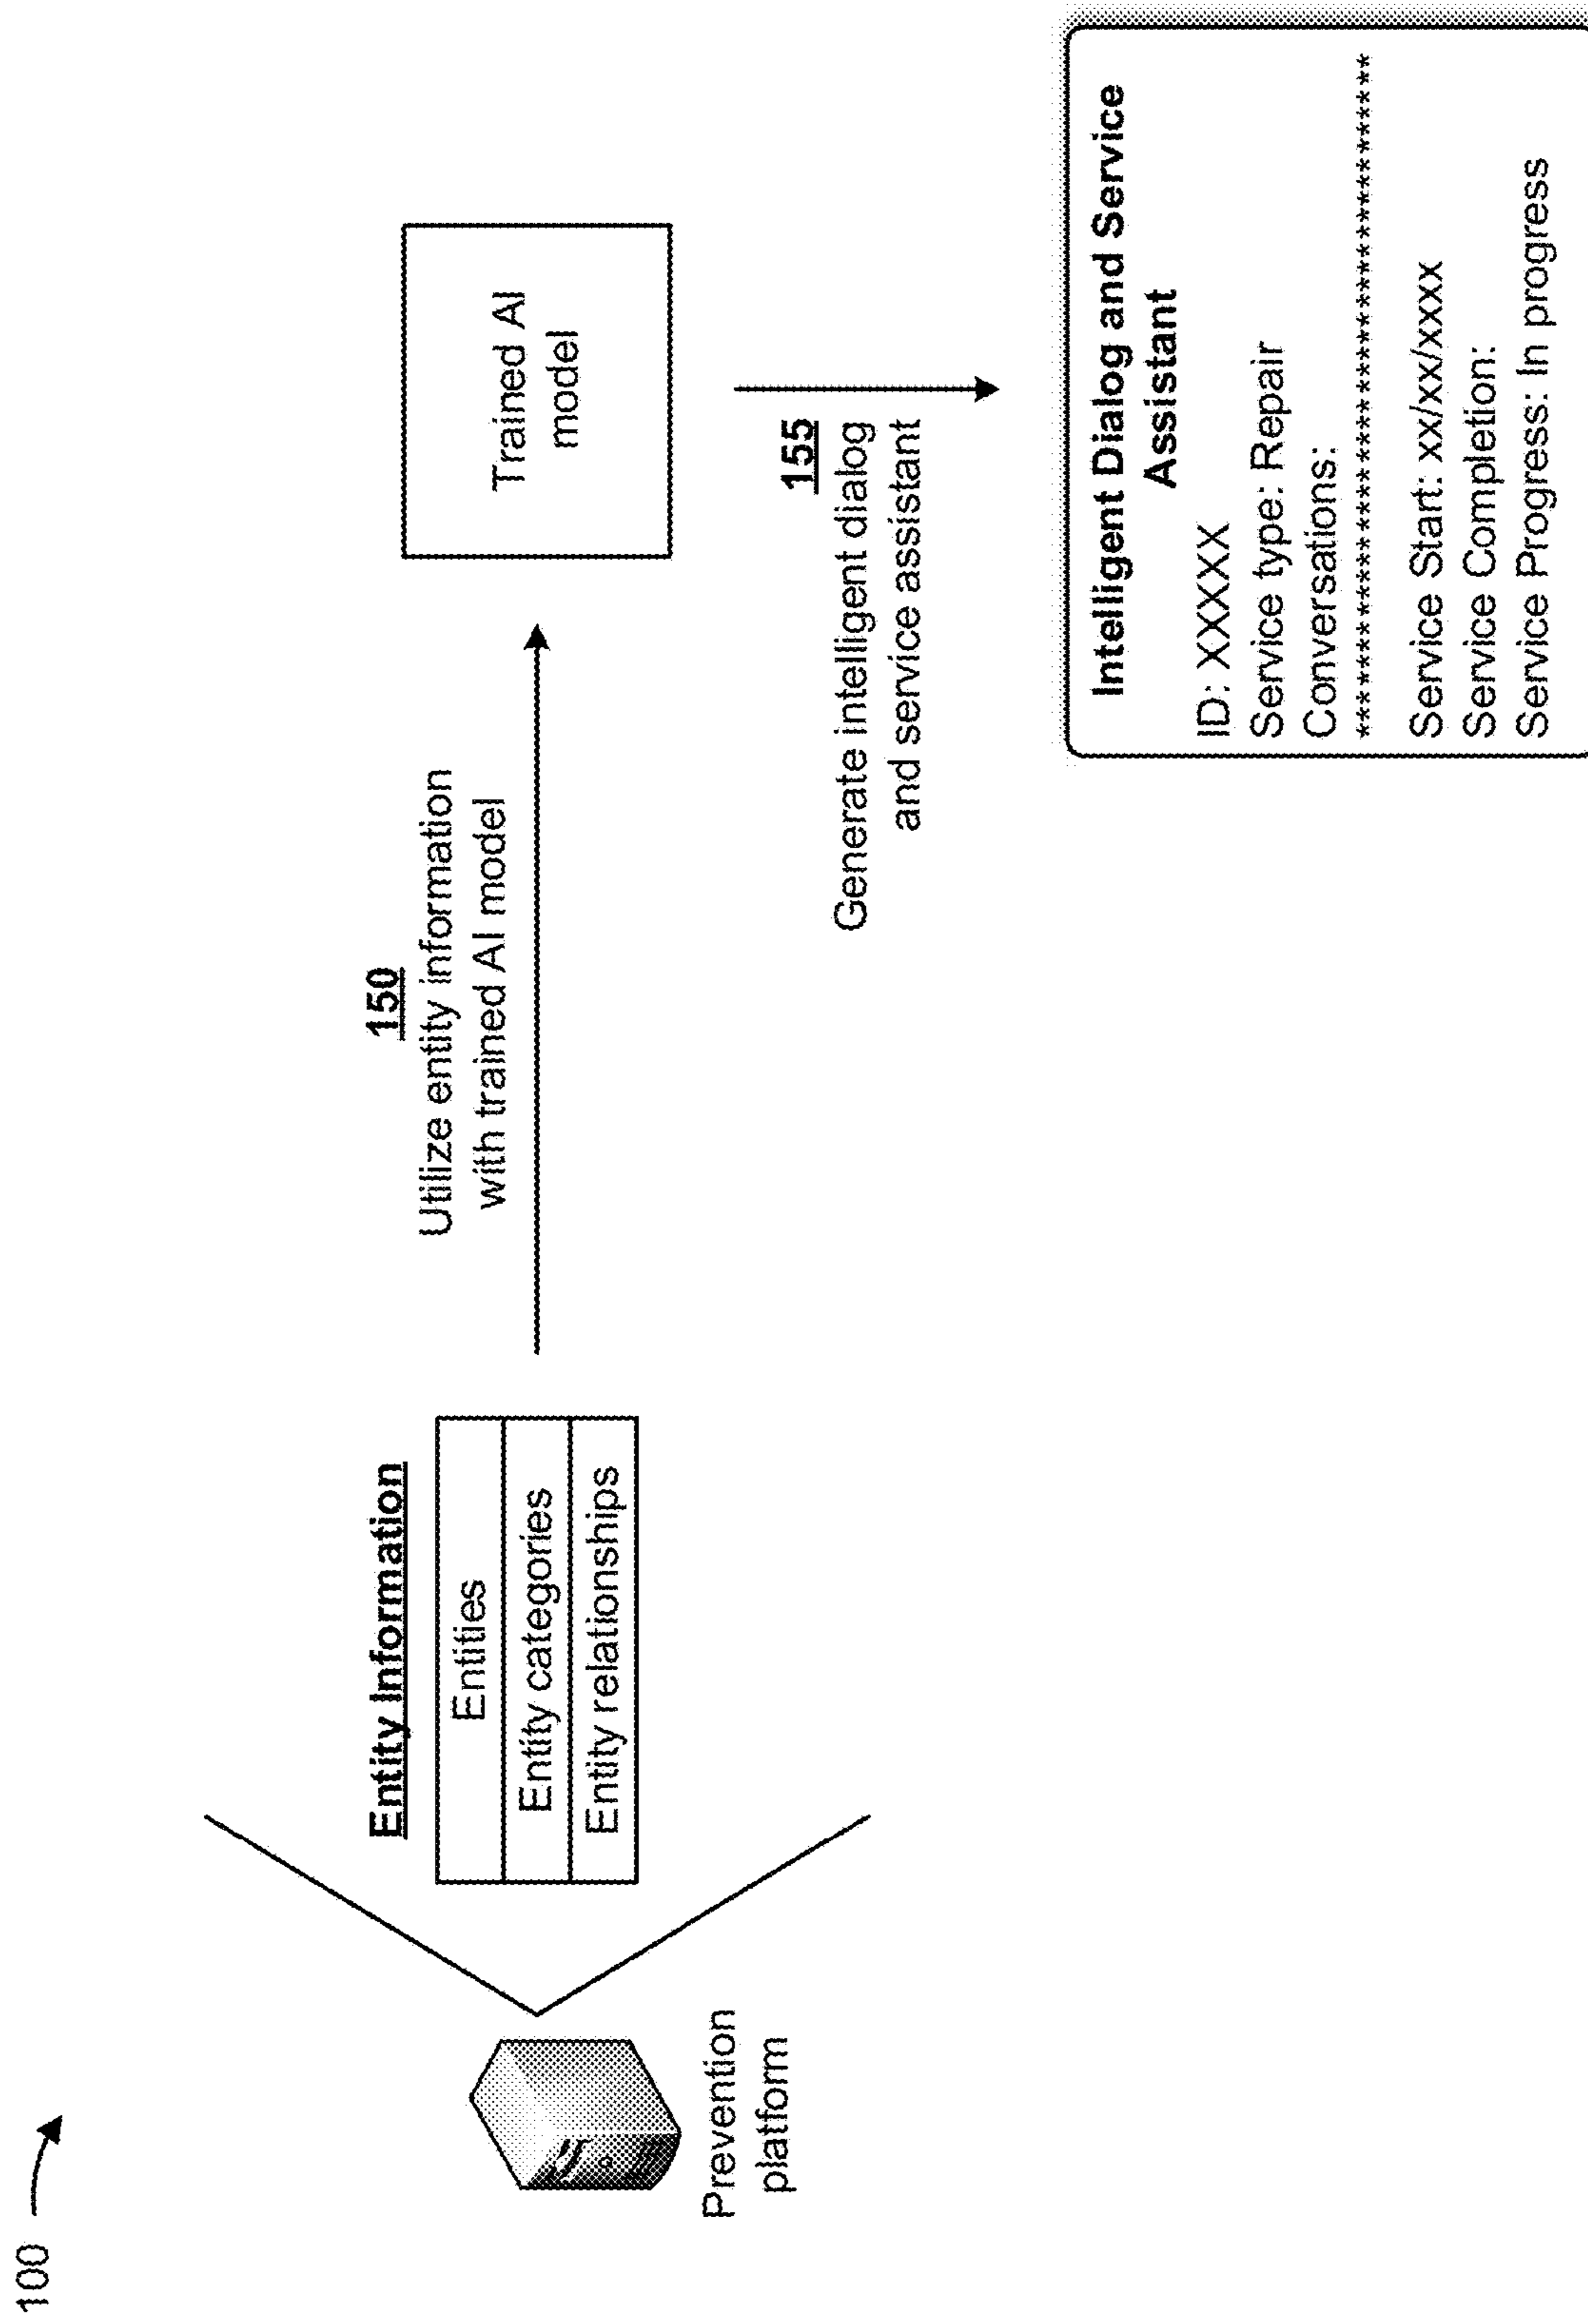 100
Prevention
platform
Entity Information
Entities
Entity categories
Entity relationships
150
Utilize entity information
with trained AI model
Trained AI
model
155
Generate intelligent dialog
and service assistant
Intelligent Dialog and Service
Assistant
ID: XXXXX
Service type: Repair
Conversations:
*********************************
Service Start: xx/xx/xxxx
Service Completion:
Service Progress: In progress